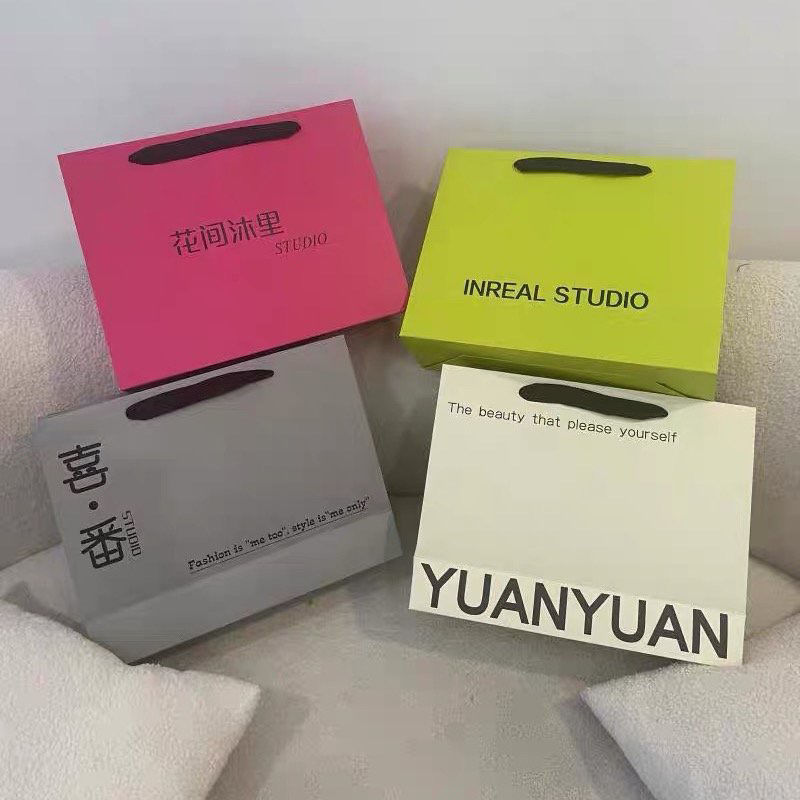 花间沐里
STUDIO
INREAL STUDIO
喜·番
STUDIO
Fashion is "me too", style is"me only"
The beauty that please yourself
YUANYUAN